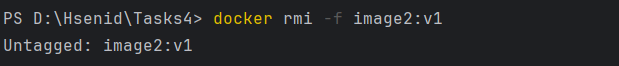 PS D:\Hsenid\Tasks4> docker rmi -f image2:v1
Untagged: image2:v1